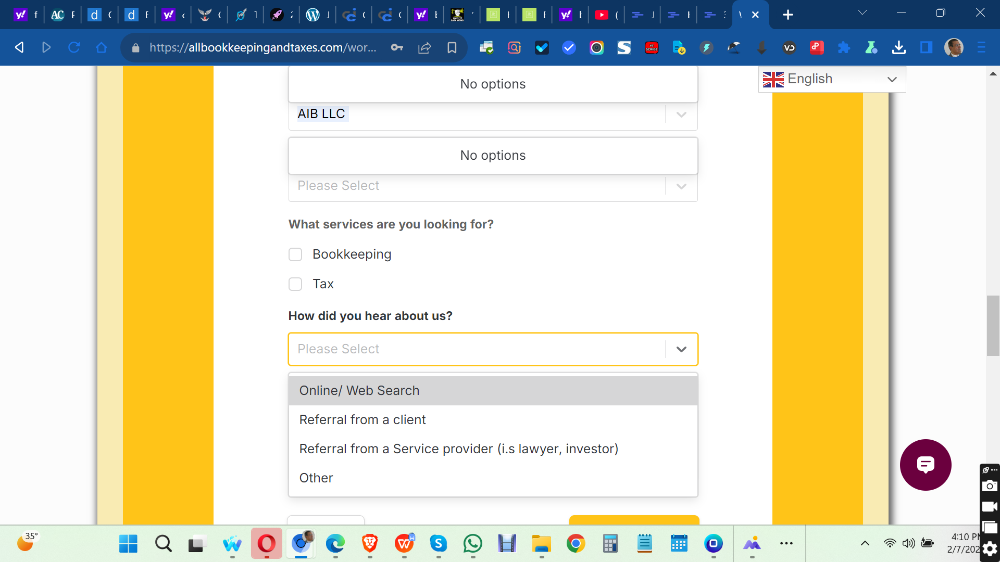 https://allbookkeepingandtaxes.com/wor...
No options
English
AIB LLC
No options
Please Select
What services are you looking for?
Bookkeeping
Tax
How did you hear about us?
Please Select
Online/ Web Search
Referral from a client
Referral from a Service provider (i.s lawyer, investor)
Other
35°
4:10 P
2/7/202